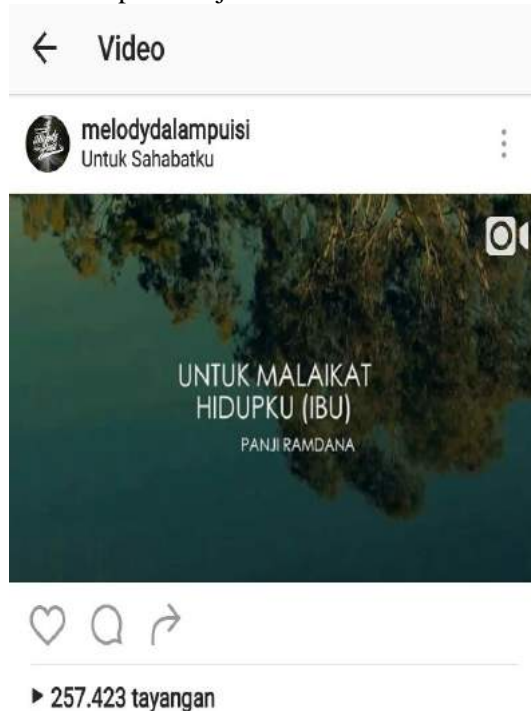 Video
melodydalampuisi
Untuk Sahabatku
UNTUK MALAIKAT
HIDUPKU (IBU)
PANJI RAMDANA
257.423 tayangan